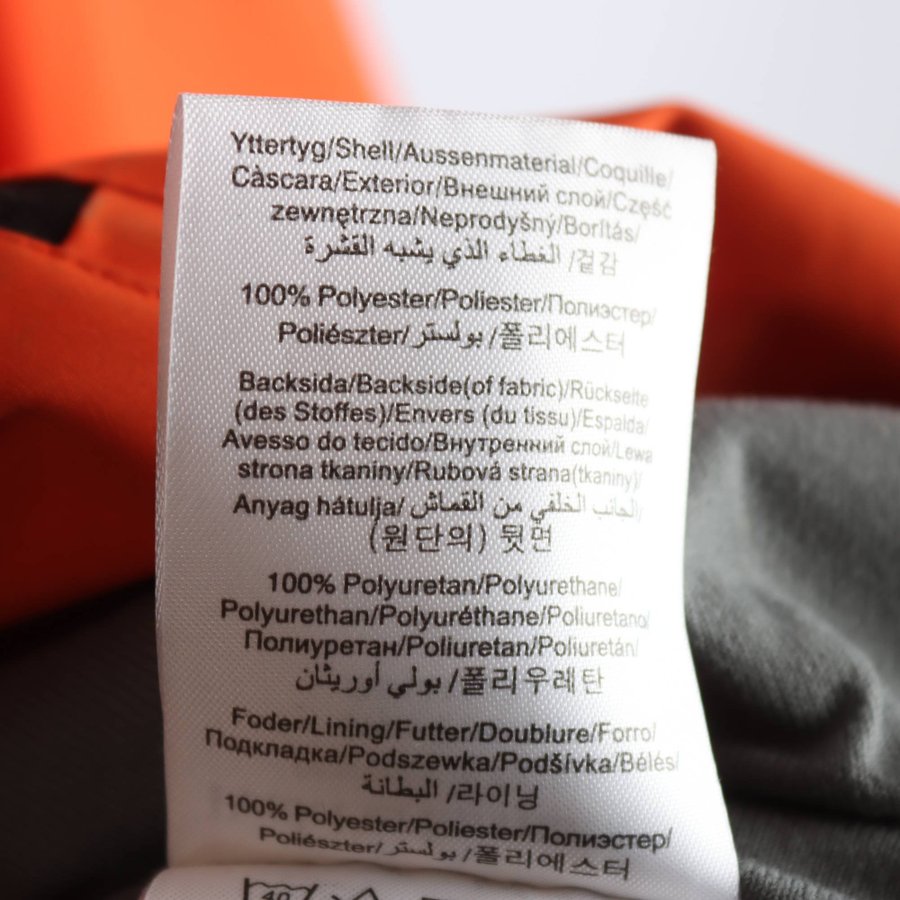 Yttertyg/Shell/Aussenmaterial/Coquille/
Càscara/Exterior/Внешний слой/Część
zewnętrzna/Neprodyšný/Borítás/
겉감/ الغطاء الذي يشبه القشرة
100% Polyester/Poliester/Полиэстер/
Poliészter/بولستر/폴리에스터
Backsida/Backside(of fabric)/Rückseite
(des Stoffes)/Envers (du tissu)/Espalda/
Avesso do tecido/Внутренний слой/Lewa
strona tkaniny/Rubová strana(tkaniny)/
Anyag hátulja/الجانب الخلفي من القماش/
(원단의) 뒷면
100% Polyuretan/Polyurethane/
Polyurethan/Polyuréthane/Poliuretano/
Полиуретан/Poliuretan/Poliuretán/
بولي أوريثان/폴리우레탄
Foder/Lining/Futter/Doublure/Forro/
Подкладка/Podszewka/Podšívka/Bélés/
البطانة/라이닝
100% Polyester/Poliester/Полиэстер/
Poliészter/بولستر/폴리에스터
40